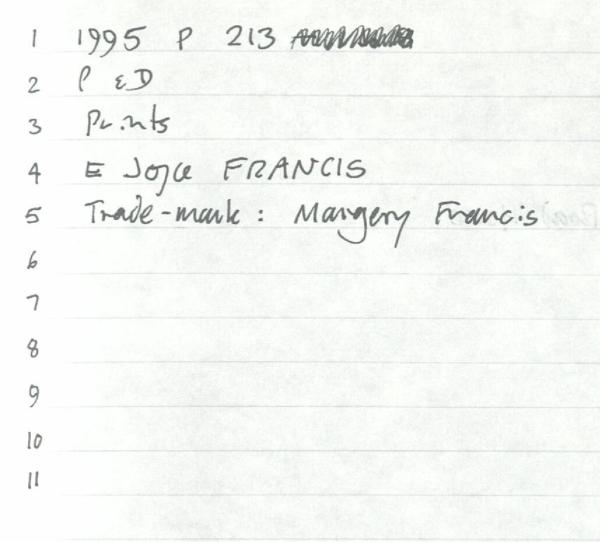 1 1995 P 213
2 P &D
3 Prints
4 E Joyce FRANCIS
5 Trade-mark: Margery Francis
6
7
8
9
10
11